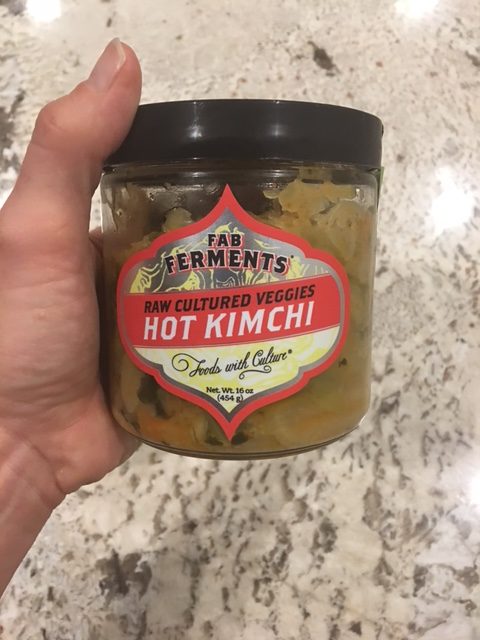 FAB
FERMENTS®
RAW CULTURED VEGGIES
HOT KIMCHI
Foods with Culture®
Net. Wt. 16 oz
(454 g)